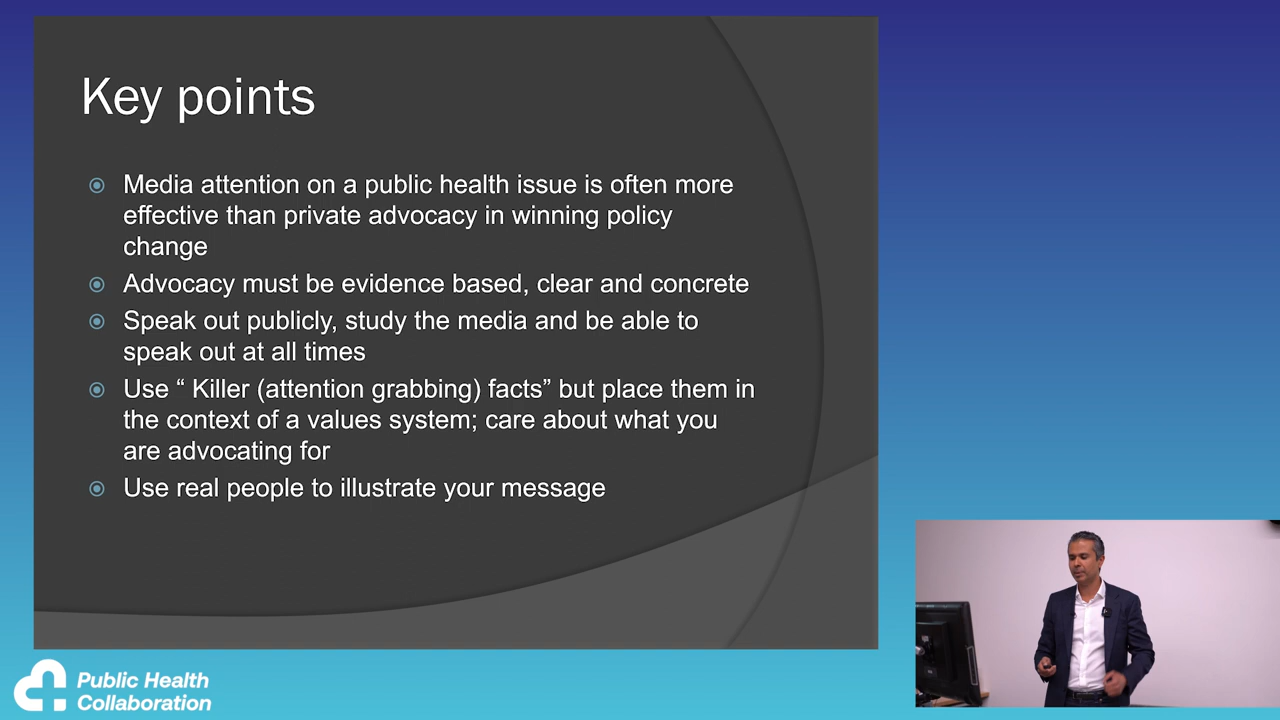 Key points
Media attention on a public health issue is often more
effective than private advocacy in winning policy
change
Advocacy must be evidence based, clear and concrete
Speak out publicly, study the media and be able to
speak out at all times
Use “ Killer (attention grabbing) facts” but place them in
the context of a values system; care about what you
are advocating for
Use real people to illustrate your message
Public Health
Collaboration